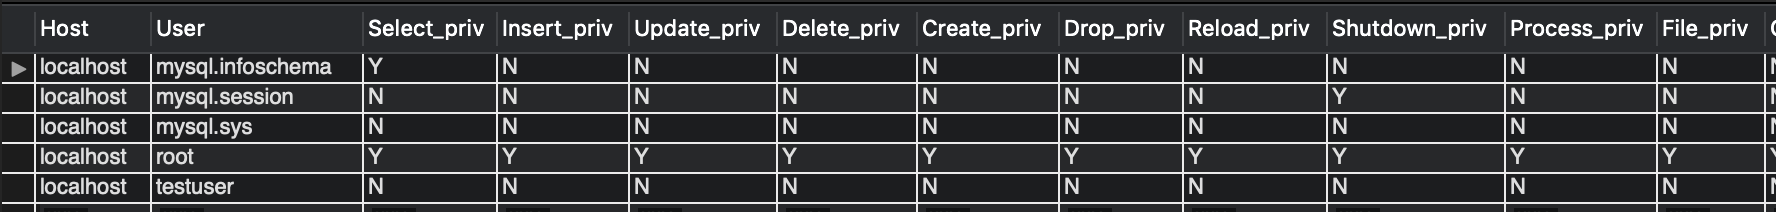 Host User Select_priv Insert_priv Update_priv Delete_priv Create_priv Drop_priv Reload_priv Shutdown_priv Process_priv File_priv
localhost mysql.infoschema Y N N N N N N N N N
localhost mysql.session N N N N N N N Y N N
localhost mysql.sys N N N N N N N N N N
localhost root Y Y Y Y Y Y Y Y Y Y
localhost testuser N N N N N N N N N N